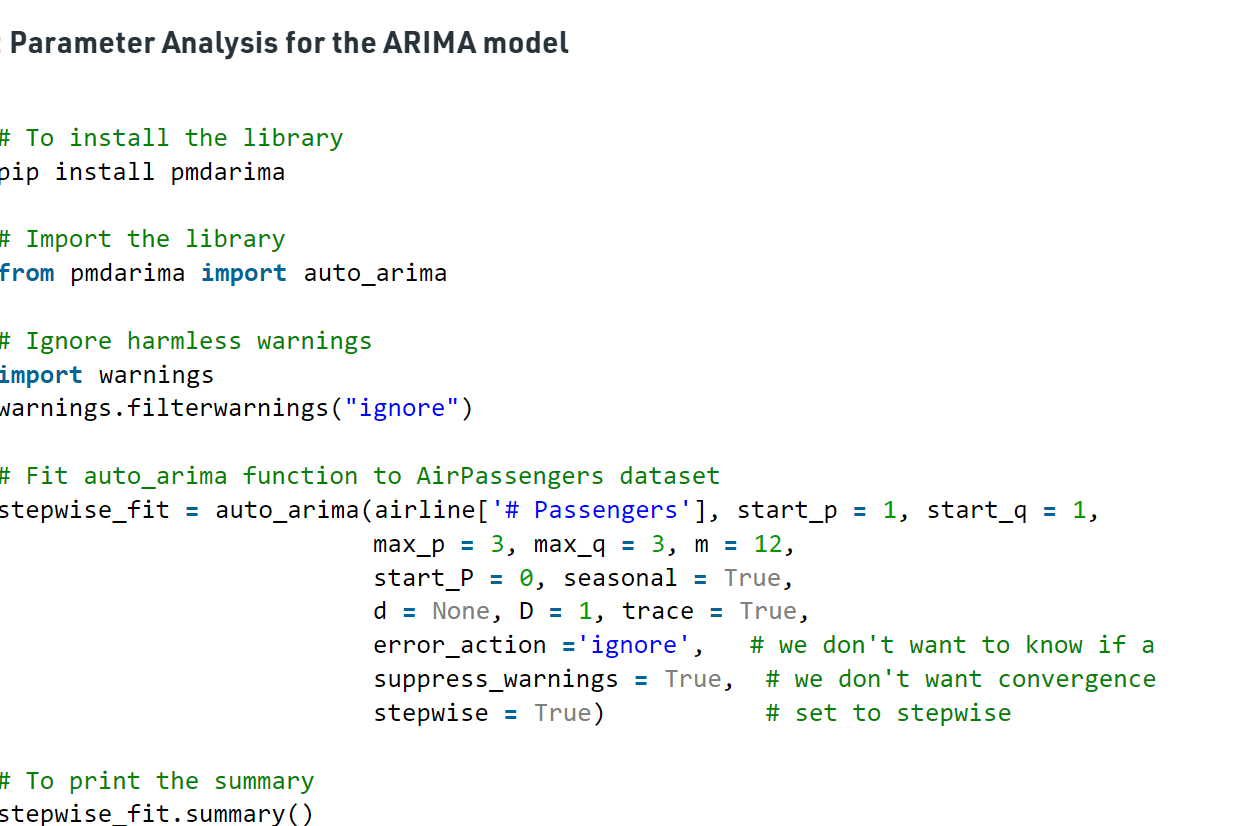 : Parameter Analysis for the ARIMA model
# To install the library
pip install pmdarima
# Import the library
from pmdarima import auto_arima
# Ignore harmless warnings
import warnings
warnings.filterwarnings("ignore")
# Fit auto_arima function to AirPassengers dataset
stepwise_fit = auto_arima(airline['# Passengers'], start_p = 1, start_q = 1,
max_p = 3, max_q = 3, m = 12,
start_P = 0, seasonal = True,
d = None, D = 1, trace = True,
error_action ='ignore',   # we don't want to know if a
suppress_warnings = True,  # we don't want convergence
stepwise = True)           # set to stepwise
# To print the summary
stepwise_fit.summary()